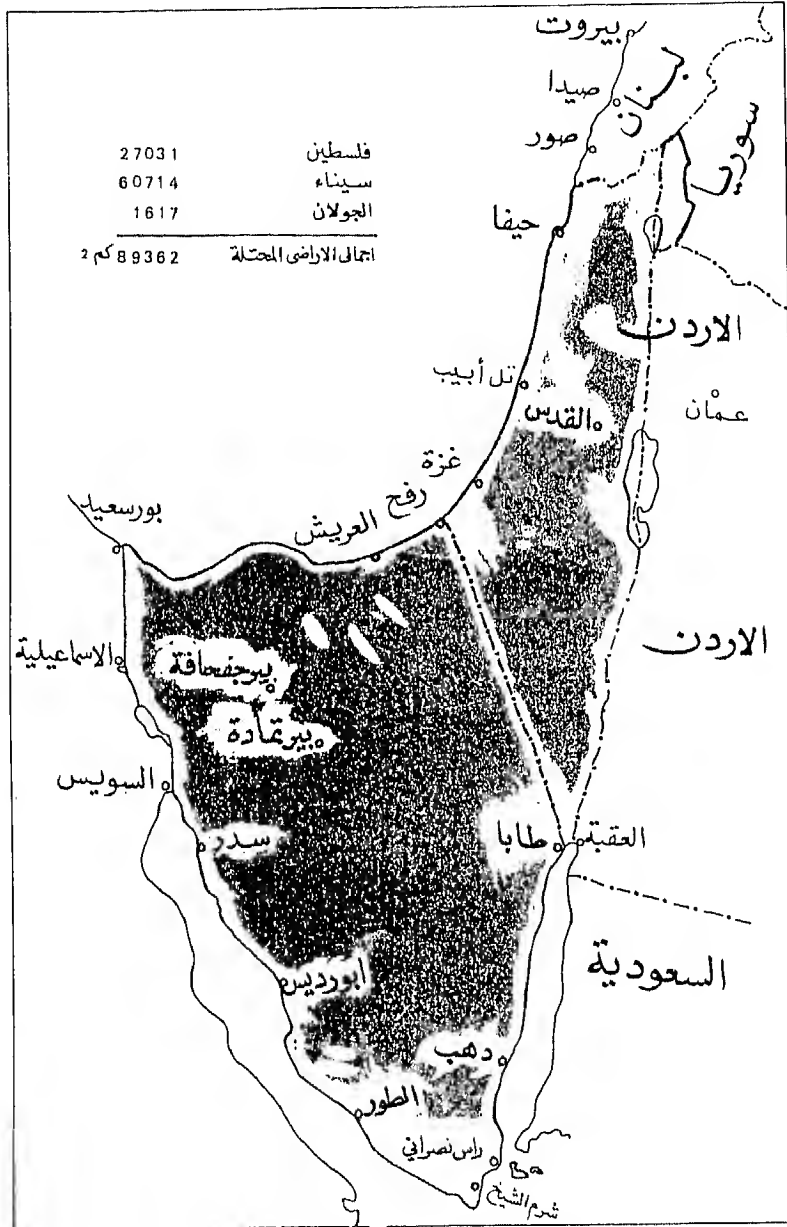 بيروت
لبنان
صيدا
صور
سوريا
فلسطين 27031
سيناء 60714
الجولان 1617
اجمالى الاراضى المحتلة 89362 كم2
حيفا
الاردن
تل أبيب
القدس
عمان
غزة
رفح
العريش
بورسعيد
الاسماعيلية
بيرجفجافة
بيرتمادة
الاردن
السويس
سدر
طابا
العقبة
السعودية
ابورديس
دهب
الطور
راس نصرانى
شرم الشيخ